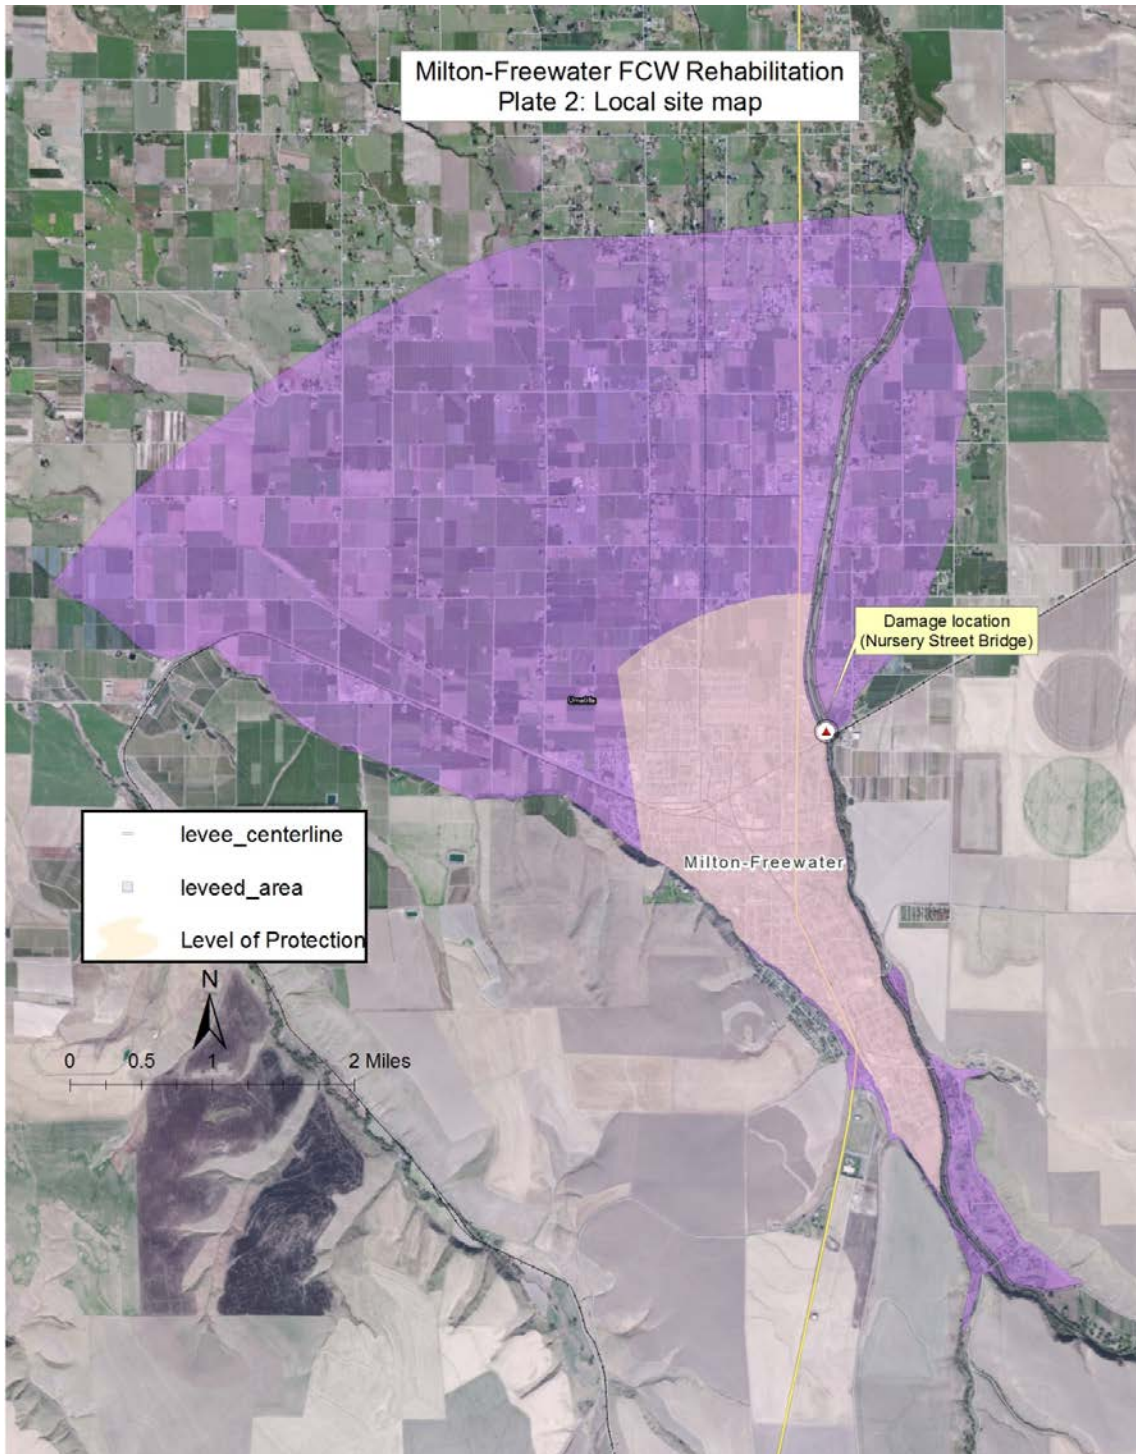 Milton-Freewater FCW Rehabilitation
Plate 2: Local site map
Damage location
(Nursery Street Bridge)
Umatilla
Milton-Freewater
levee_centerline
leveed_area
Level of Protection
N
0 0.5 1 2 Miles